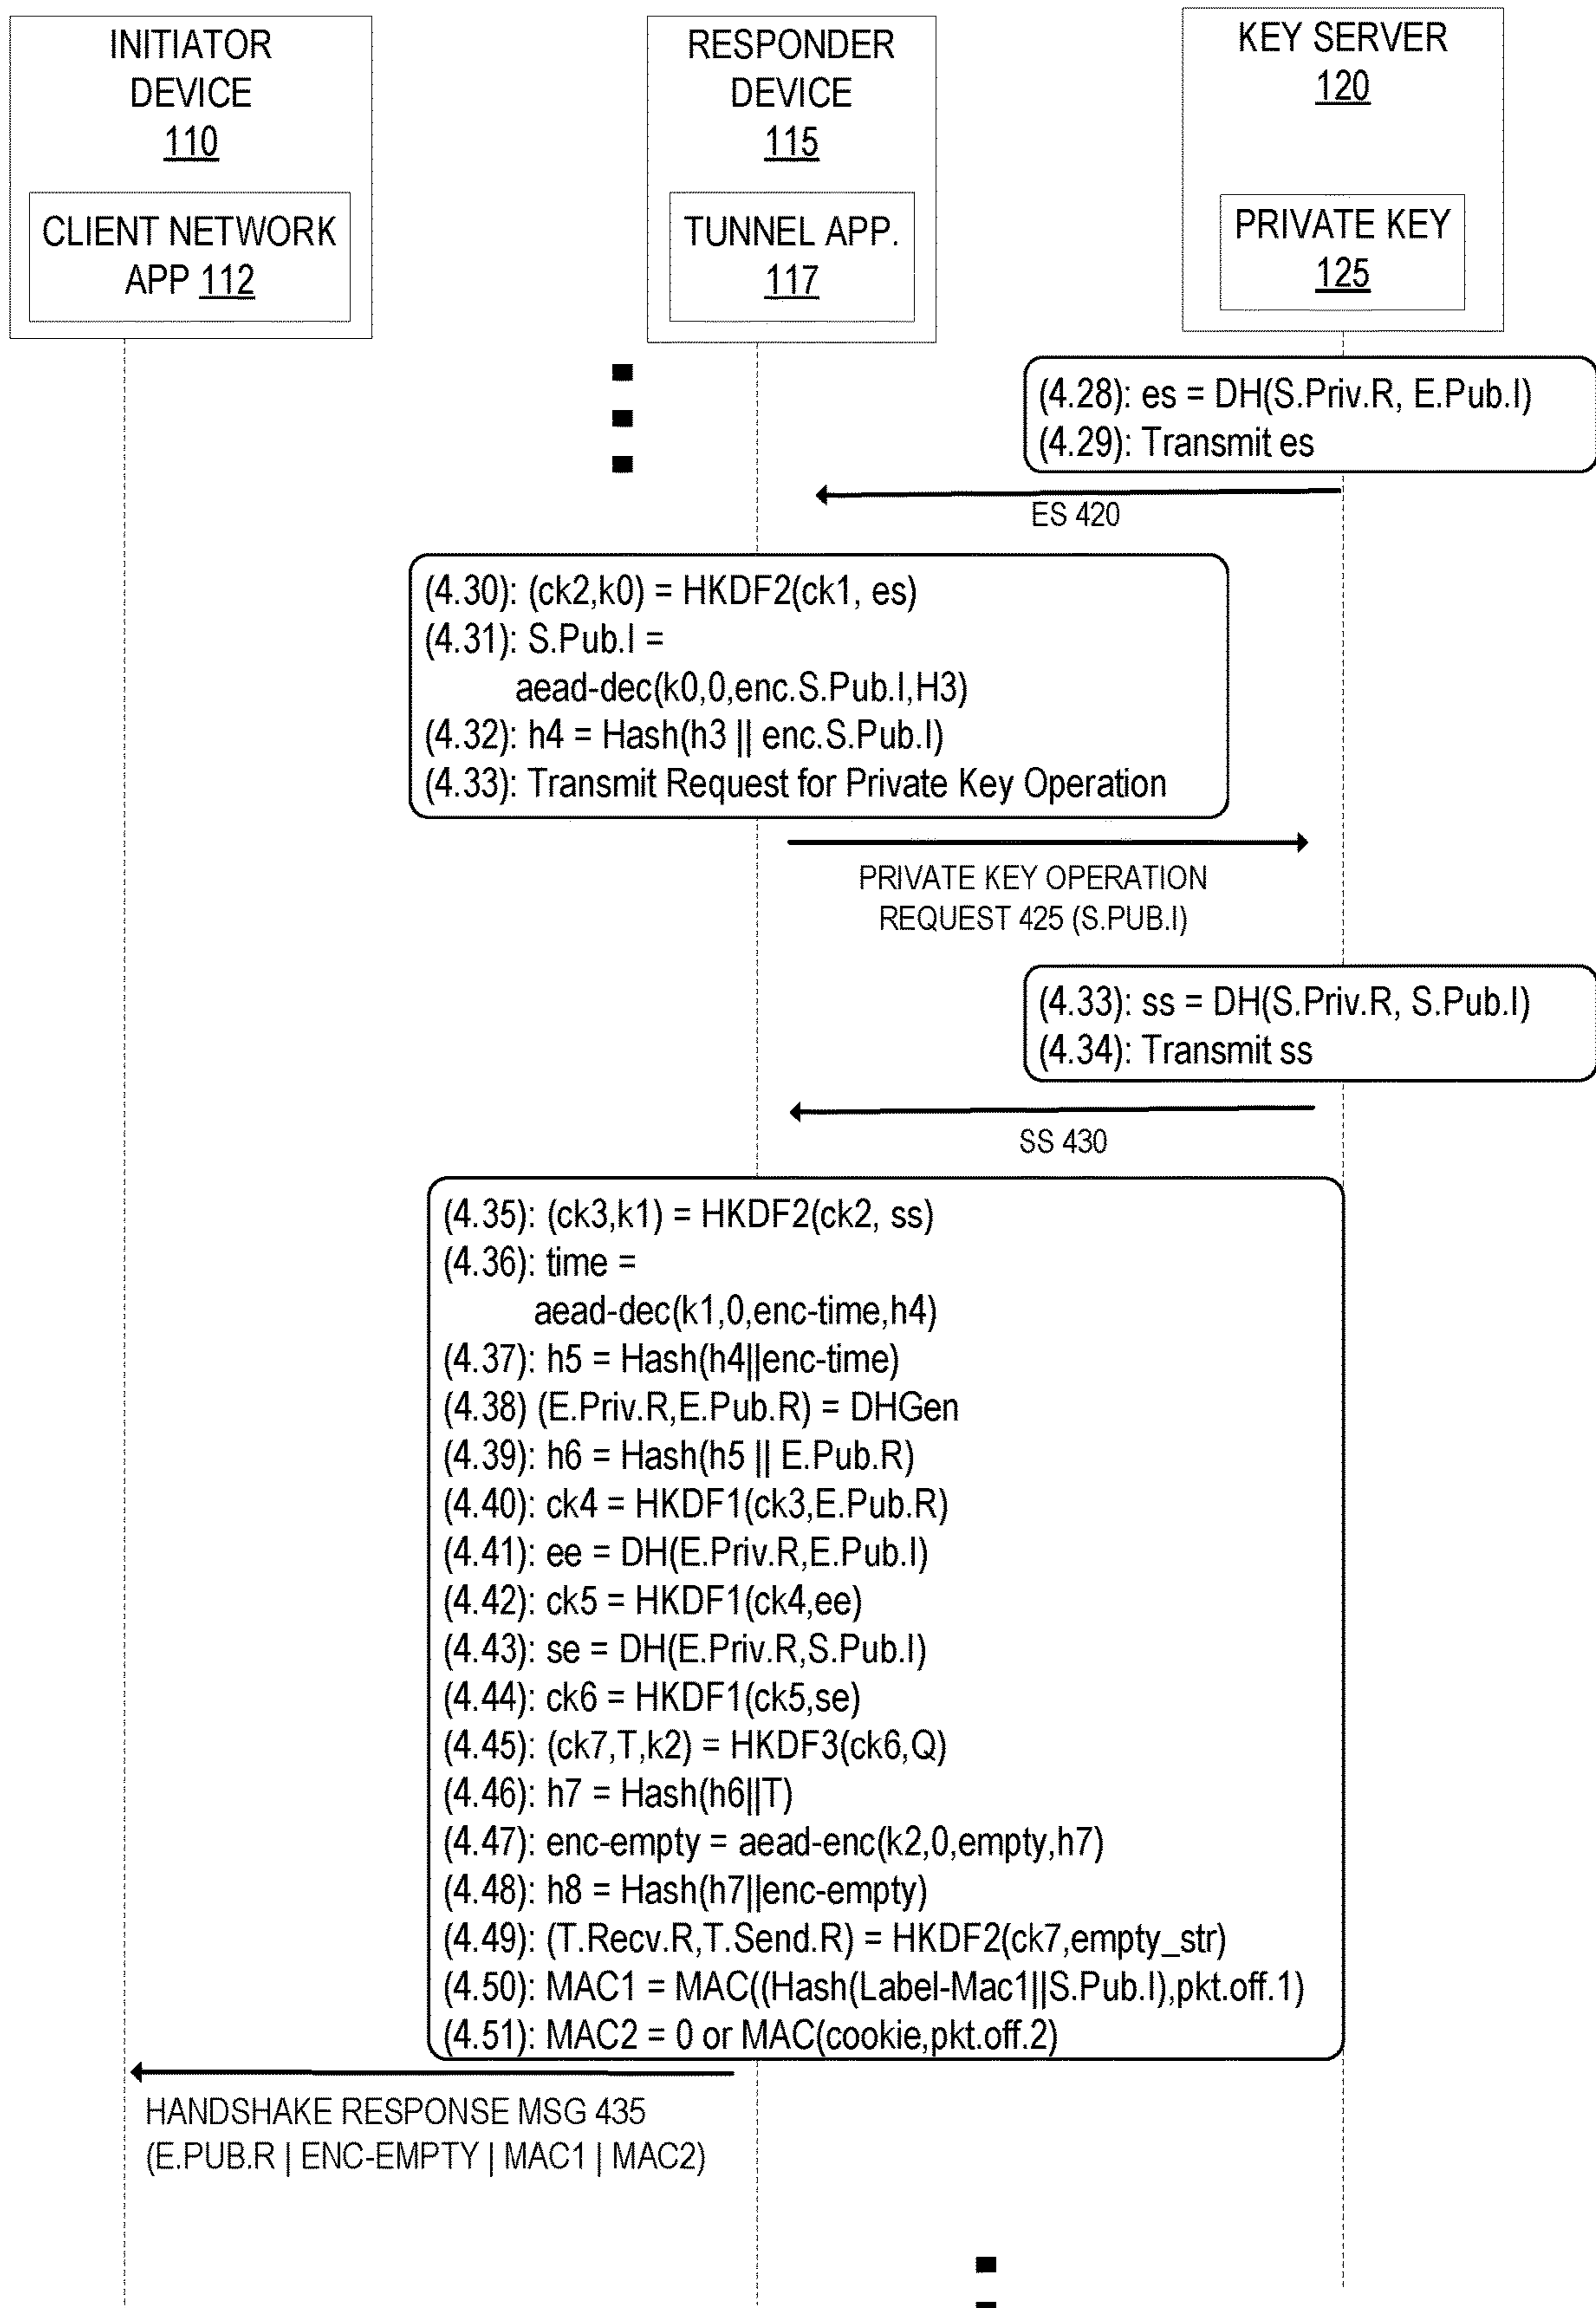 INITIATOR
DEVICE
110
CLIENT NETWORK
APP 112
RESPONDER
DEVICE
115
TUNNEL APP.
117
KEY SERVER
120
PRIVATE KEY
125
(4.28): es = DH(S.Priv.R, E.Pub.I)
(4.29): Transmit es
ES 420
(4.30): (ck2,k0) = HKDF2(ck1, es)
(4.31): S.Pub.I =
aead-dec(k0,0,enc.S.Pub.I,H3)
(4.32): h4 = Hash(h3 || enc.S.Pub.I)
(4.33): Transmit Request for Private Key Operation
PRIVATE KEY OPERATION
REQUEST 425 (S.PUB.I)
(4.33): ss = DH(S.Priv.R, S.Pub.I)
(4.34): Transmit ss
SS 430
(4.35): (ck3,k1) = HKDF2(ck2, ss)
(4.36): time =
aead-dec(k1,0,enc-time,h4)
(4.37): h5 = Hash(h4||enc-time)
(4.38) (E.Priv.R,E.Pub.R) = DHGen
(4.39): h6 = Hash(h5 || E.Pub.R)
(4.40): ck4 = HKDF1(ck3,E.Pub.R)
(4.41): ee = DH(E.Priv.R,E.Pub.I)
(4.42): ck5 = HKDF1(ck4,ee)
(4.43): se = DH(E.Priv.R,S.Pub.I)
(4.44): ck6 = HKDF1(ck5,se)
(4.45): (ck7,T,k2) = HKDF3(ck6,Q)
(4.46): h7 = Hash(h6||T)
(4.47): enc-empty = aead-enc(k2,0,empty,h7)
(4.48): h8 = Hash(h7||enc-empty)
(4.49): (T.Recv.R,T.Send.R) = HKDF2(ck7,empty_str)
(4.50): MAC1 = MAC((Hash(Label-Mac1||S.Pub.I),pkt.off.1)
(4.51): MAC2 = 0 or MAC(cookie,pkt.off.2)
HANDSHAKE RESPONSE MSG 435
(E.PUB.R | ENC-EMPTY | MAC1 | MAC2)